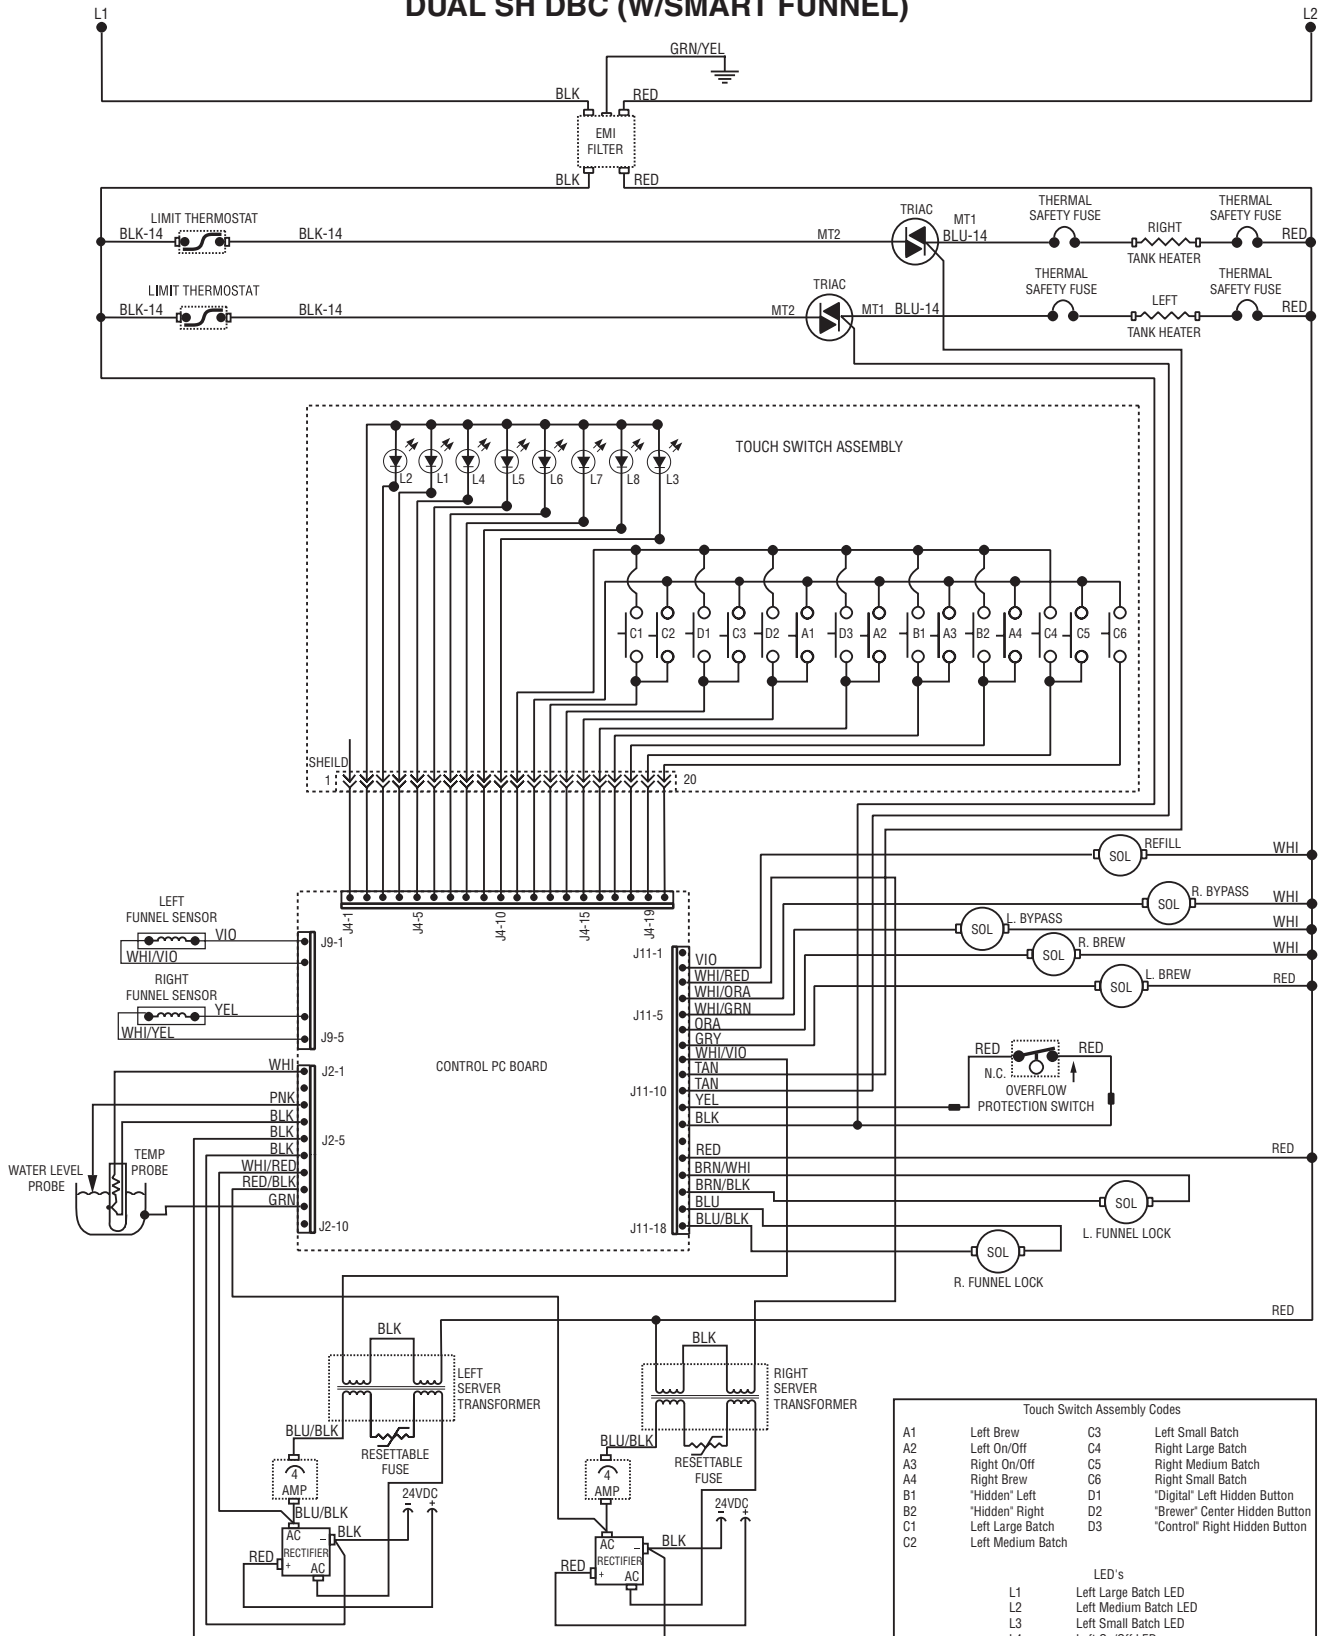 DUAL SH DBC (W/SMART FUNNEL)
L1
L2
GRN/YEL
BLK
RED
EMI
FILTER
BLK
RED
LIMIT THERMOSTAT
BLK-14
BLK-14
MT2
TRIAC
MT1
BLU-14
THERMAL
SAFETY FUSE
RIGHT
TANK HEATER
THERMAL
SAFETY FUSE
RED
LIMIT THERMOSTAT
BLK-14
BLK-14
MT2
TRIAC
MT1
BLU-14
THERMAL
SAFETY FUSE
LEFT
TANK HEATER
THERMAL
SAFETY FUSE
RED
TOUCH SWITCH ASSEMBLY
L2 L1 L4 L5 L6 L7 L8 L3
C1 C2 D1 C3 D2 A1 D3 A2 B1 A3 B2 A4 C4 C5 C6
SHEILD
1
20
J4-1 J4-5 J4-10 J4-15 J4-19
LEFT
FUNNEL SENSOR
VIO
WHI/VIO
RIGHT
FUNNEL SENSOR
YEL
WHI/YEL
J9-1
J9-5
WHI
PNK
BLK
BLK
BLK
WHI/RED
RED/BLK
GRN
J2-1
J2-5
J2-10
WATER LEVEL
PROBE
TEMP
PROBE
CONTROL PC BOARD
J11-1
J11-5
J11-10
J11-18
VIO
WHI/RED
WHI/ORA
WHI/GRN
ORA
GRY
WHI/VIO
TAN
TAN
YEL
BLK
RED
BRN/WHI
BRN/BLK
BLU
BLU/BLK
SOL
REFILL
WHI
SOL
R. BYPASS
WHI
SOL
L. BYPASS
WHI
SOL
R. BREW
WHI
SOL
L. BREW
RED
RED
RED
N.C.
OVERFLOW
PROTECTION SWITCH
RED
SOL
L. FUNNEL LOCK
SOL
R. FUNNEL LOCK
RED
BLK
LEFT
SERVER
TRANSFORMER
BLU/BLK
RESETTABLE
FUSE
4
AMP
BLU/BLK
24VDC
- +
AC
-
BLK
RECTIFIER
RED
+
AC
BLK
RIGHT
SERVER
TRANSFORMER
BLU/BLK
RESETTABLE
FUSE
4
AMP
24VDC
- +
AC
-
BLK
RECTIFIER
RED
+
AC
Touch Switch Assembly Codes
A1 Left Brew C3 Left Small Batch
A2 Left On/Off C4 Right Large Batch
A3 Right On/Off C5 Right Medium Batch
A4 Right Brew C6 Right Small Batch
B1 "Hidden" Left D1 "Digital" Left Hidden Button
B2 "Hidden" Right D2 "Brewer" Center Hidden Button
C1 Left Large Batch D3 "Control" Right Hidden Button
C2 Left Medium Batch
LED's
L1 Left Large Batch LED
L2 Left Medium Batch LED
L3 Left Small Batch LED